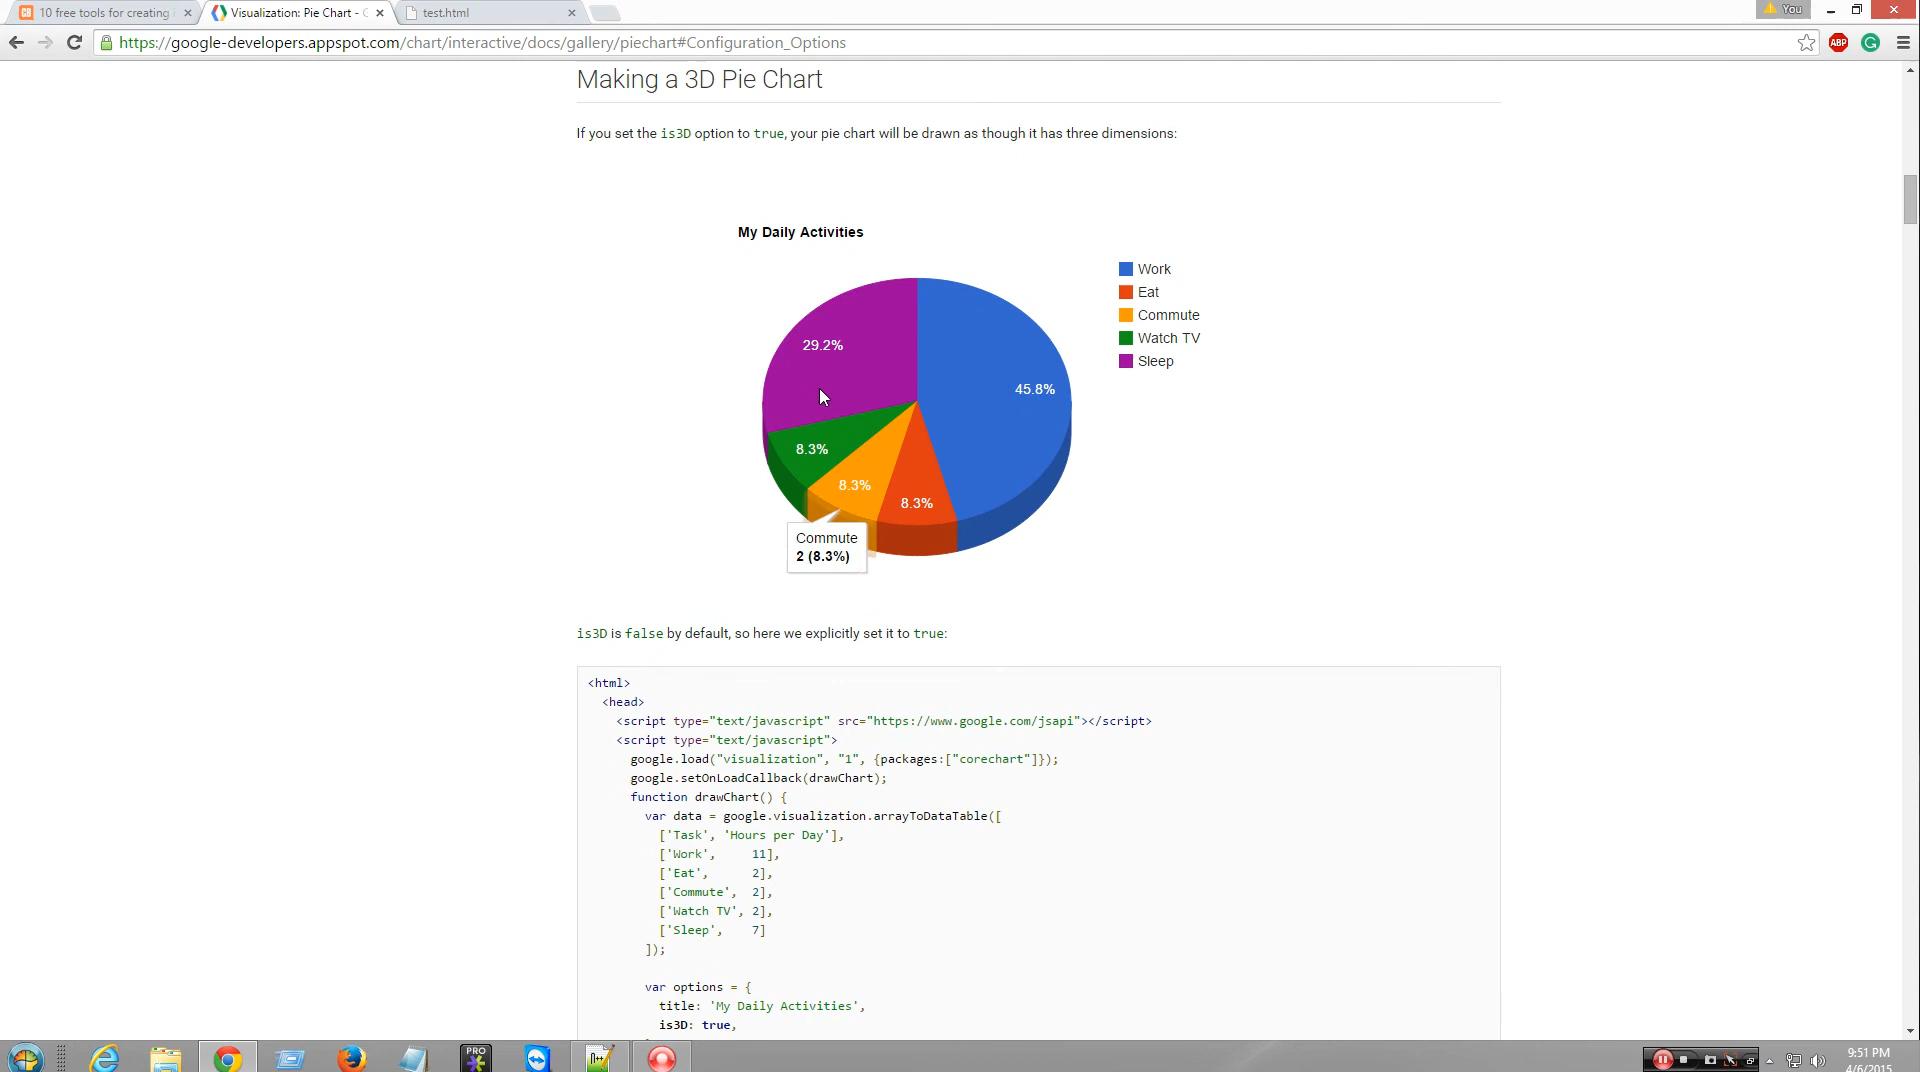 10 free tools for creating
Visualization: Pie Chart -
test.html
You
https://google-developers.appspot.com/chart/interactive/docs/gallery/piechart#Configuration_Options
ABP
G
Making a 3D Pie Chart
If you set the is3D option to true, your pie chart will be drawn as though it has three dimensions:
My Daily Activities
Work
Eat
Commute
Watch TV
Sleep
29.2%
45.8%
8.3%
8.3%
8.3%
Commute
2 (8.3%)
is3D is false by default, so here we explicitly set it to true:
<html>
<head>
<script type="text/javascript" src="https://www.google.com/jsapi"></script>
<script type="text/javascript">
google.load("visualization", "1", {packages:["corechart"]});
google.setOnLoadCallback(drawChart);
function drawChart() {
var data = google.visualization.arrayToDataTable([
['Task', 'Hours per Day'],
['Work',     11],
['Eat',      2],
['Commute',  2],
['Watch TV', 2],
['Sleep',    7]
]);
var options = {
title: 'My Daily Activities',
is3D: true,
PRO
9:51 PM
4/6/2015